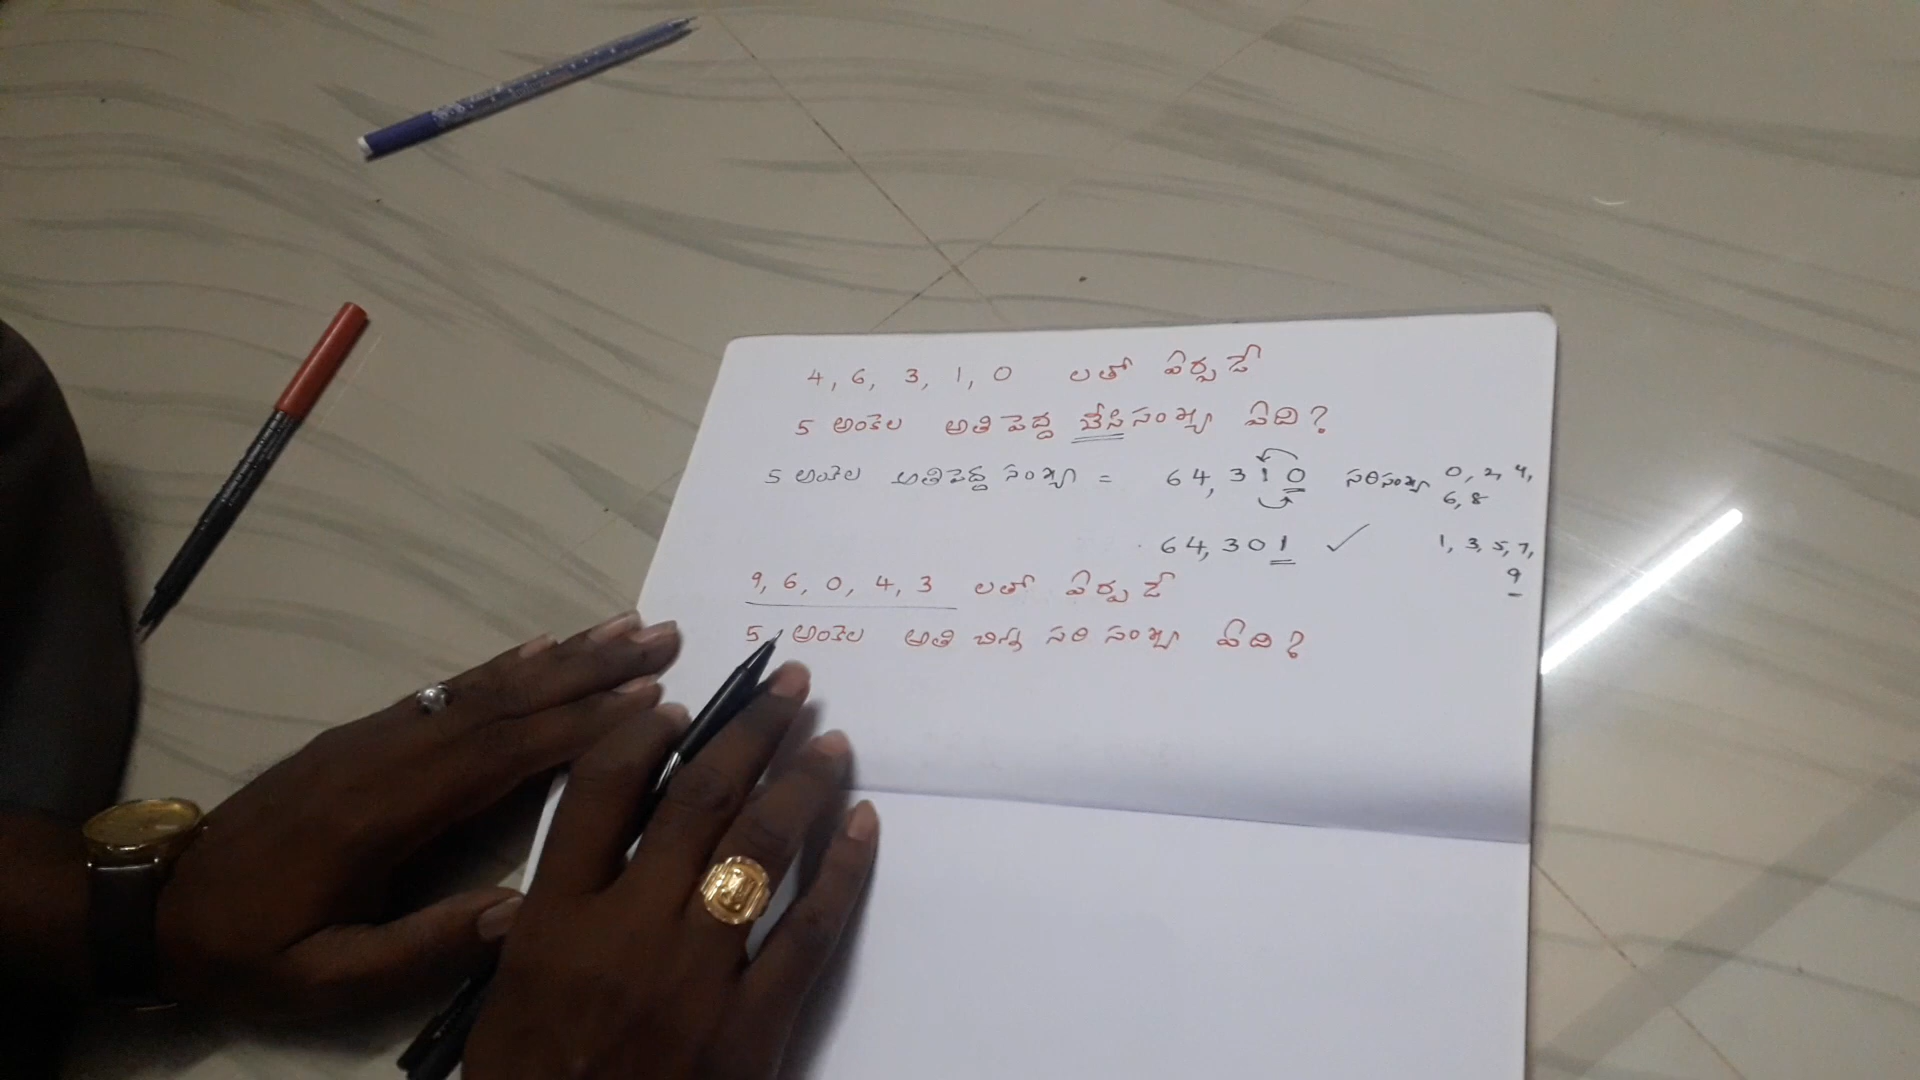 4, 6, 3, 1, 0 లతో ఏర్పడే
5 అంకెల అతి పెద్ద బేసి సంఖ్య ఏది?
5 అంకెల అతిపెద్ద సంఖ్య = 64,310 సరిసంఖ్య 0, 2, 4,
6, 8
64,301 ✓ 1, 3, 5, 7,
9
9, 6, 0, 4, 3 లతో ఏర్పడే
5 అంకెల అతి చిన్న సరి సంఖ్య ఏది?